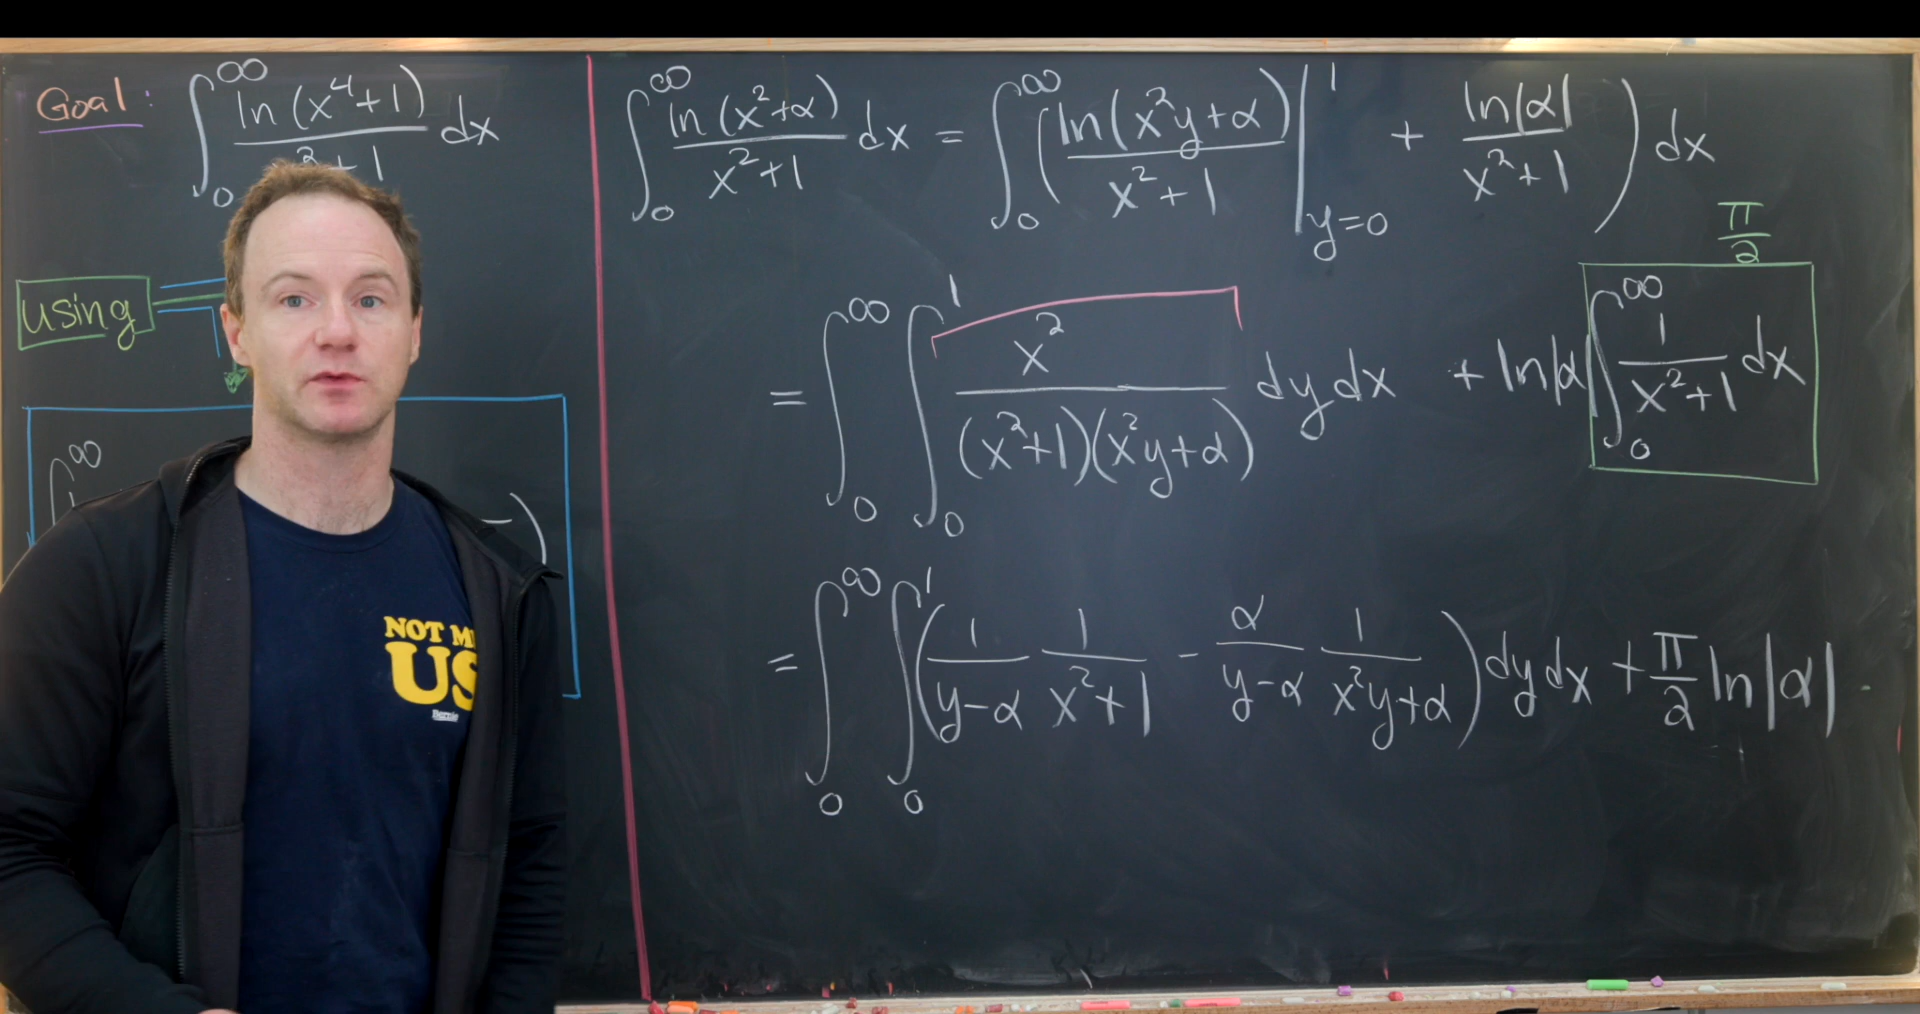 Goal: ∫₀^∞ ln(x⁴+1)/(x²+1) dx
using
∫₀^∞
)
∫₀^∞ ln(x²+α)/(x²+1) dx = ∫₀^∞ ( ln(x²y+α)/(x²+1) |_{y=0}^{1} + ln|α|/(x²+1) ) dx
π/2
= ∫₀^∞ ∫₀^1 x²/((x²+1)(x²y+α)) dy dx + ln|α| ∫₀^∞ 1/(x²+1) dx
= ∫₀^∞ ∫₀^1 ( 1/(y-α) 1/(x²+1) - α/(y-α) 1/(x²y+α) ) dy dx + π/2 ln|α|.
NOT M
US
Bernie